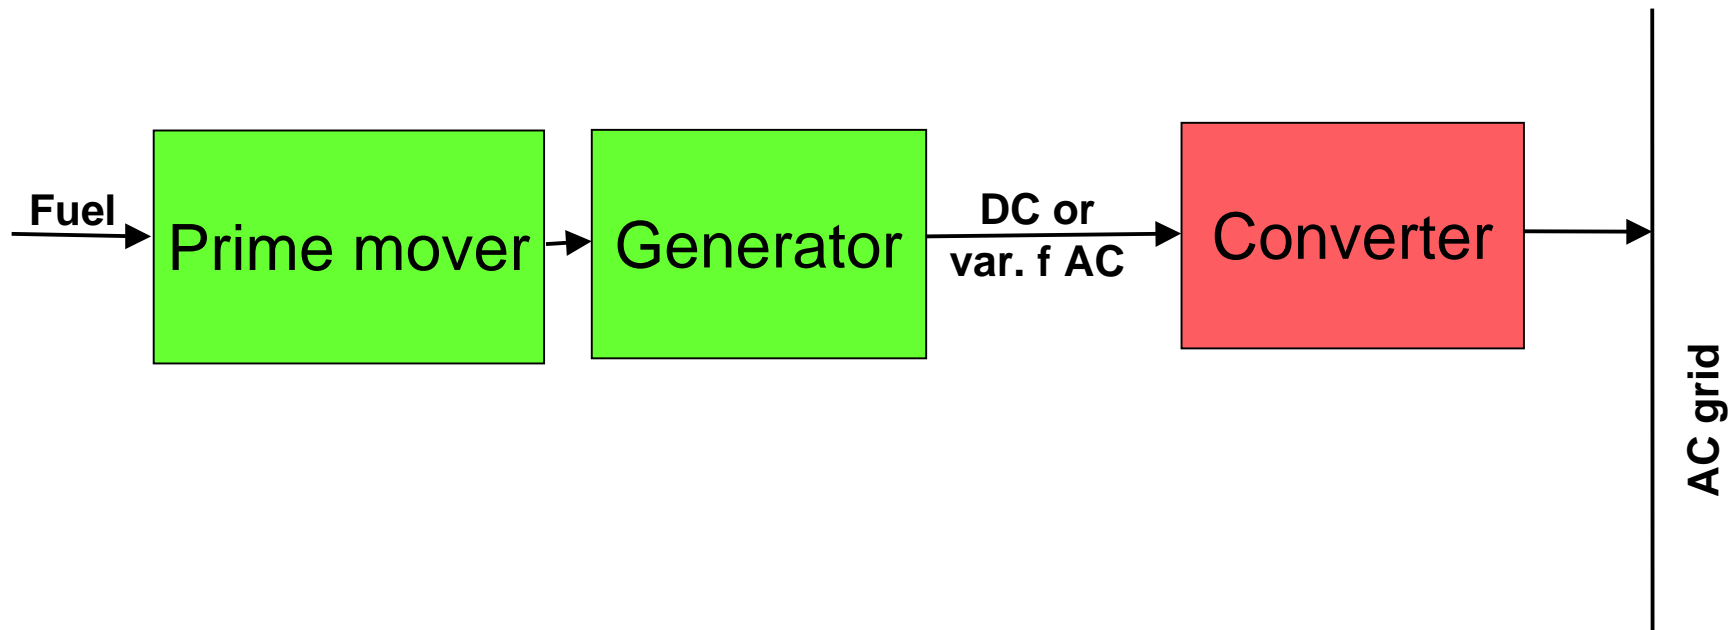 Fuel
Prime mover
Generator
DC or
var. f AC
Converter
AC grid